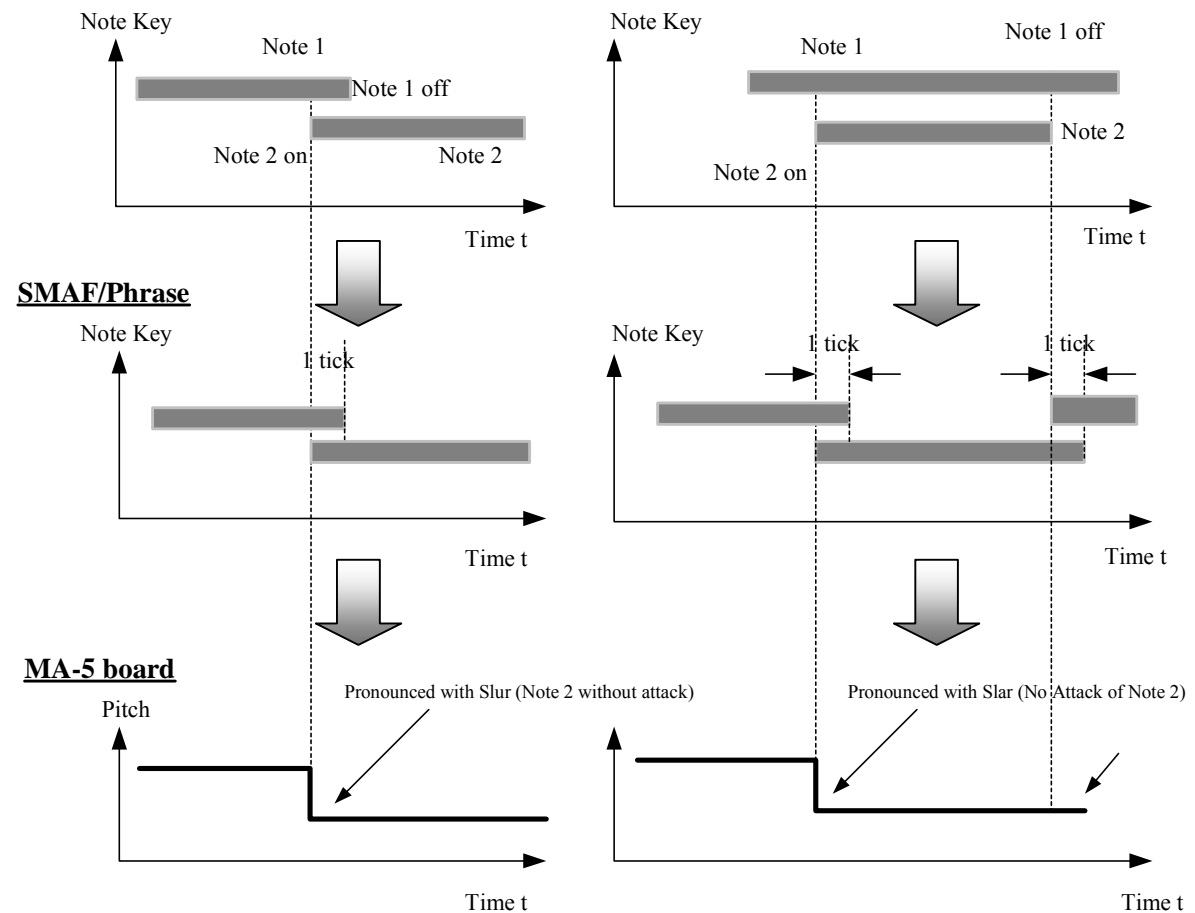 Note Key
Note 1
Note 1 off
Note 2 on
Note 2
Time t
Note Key
Note 1 off
Note 1
Note 2
Note 2 on
Time t
SMAF/Phrase
Note Key
1 tick
Time t
Note Key
1 tick
1 tick
Time t
MA-5 board
Pitch
Pronounced with Slur (Note 2 without attack)
Time t
Pronounced with Slar (No Attack of Note 2)
Time t